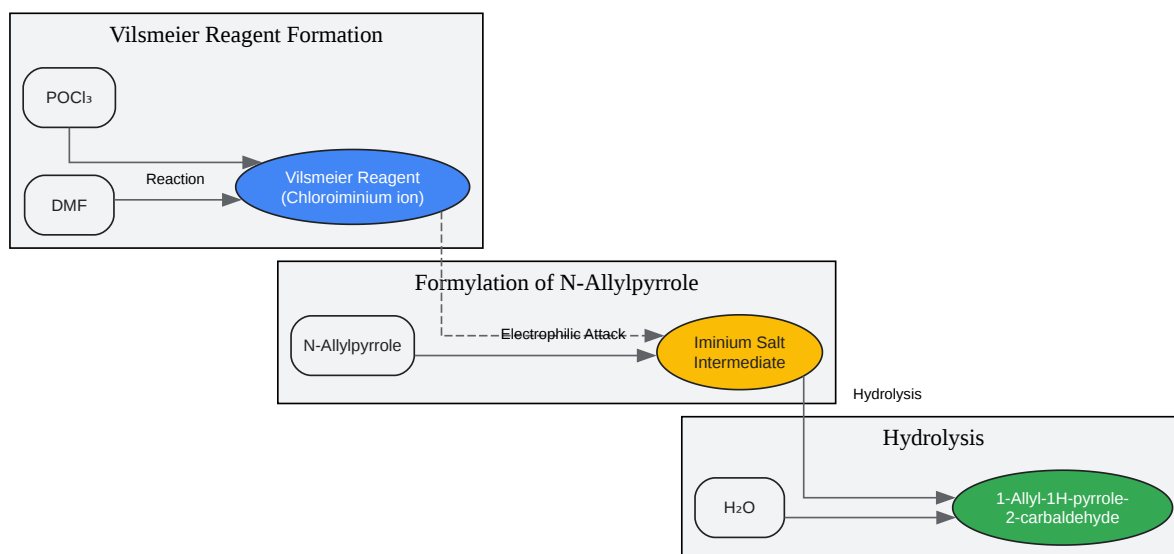 Vilsmeier Reagent Formation
POCl₃
Reaction
DMF
Vilsmeier Reagent
(Chloroiminium ion)
Formylation of N-Allylpyrrole
N-Allylpyrrole
Electrophilic Attack
Iminium Salt
Intermediate
Hydrolysis
Hydrolysis
H₂O
1-Allyl-1H-pyrrole-
2-carbaldehyde